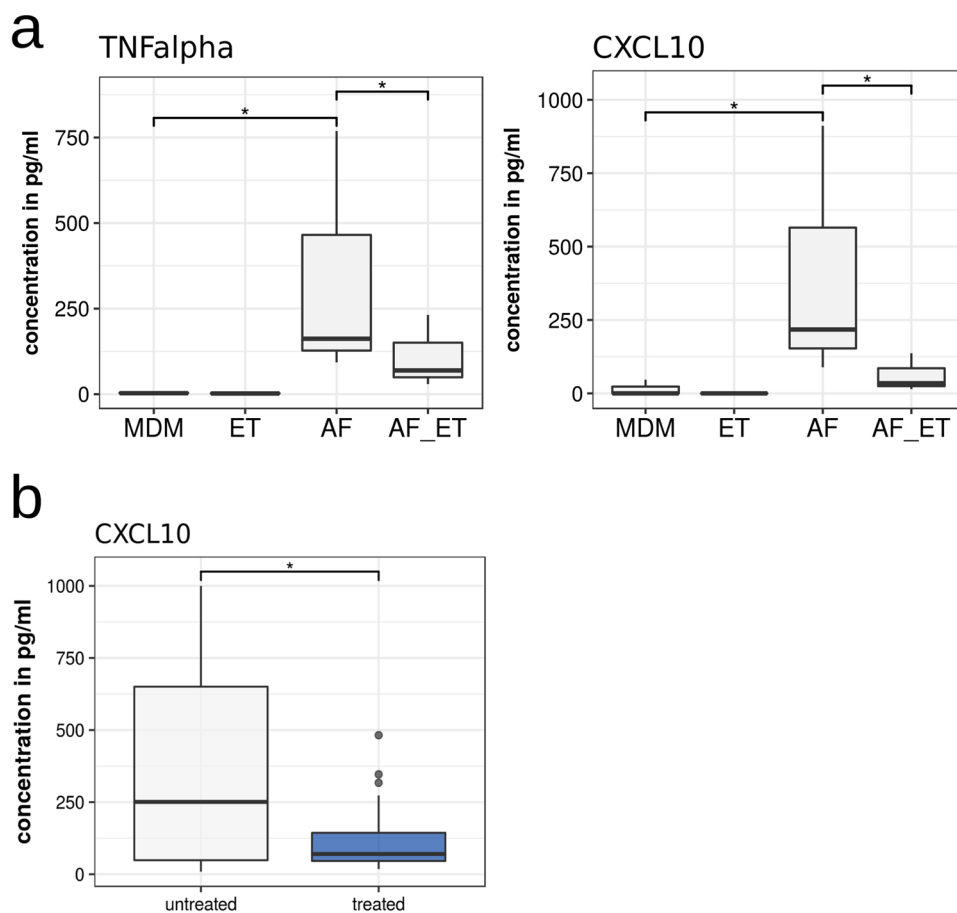 a
TNFalpha
concentration in pg/ml
750
500
250
0
*
*
MDM ET AF AF_ET
CXCL10
concentration in pg/ml
1000
750
500
250
0
*
*
MDM ET AF AF_ET
b
CXCL10
concentration in pg/ml
1000
750
500
250
0
*
untreated treated